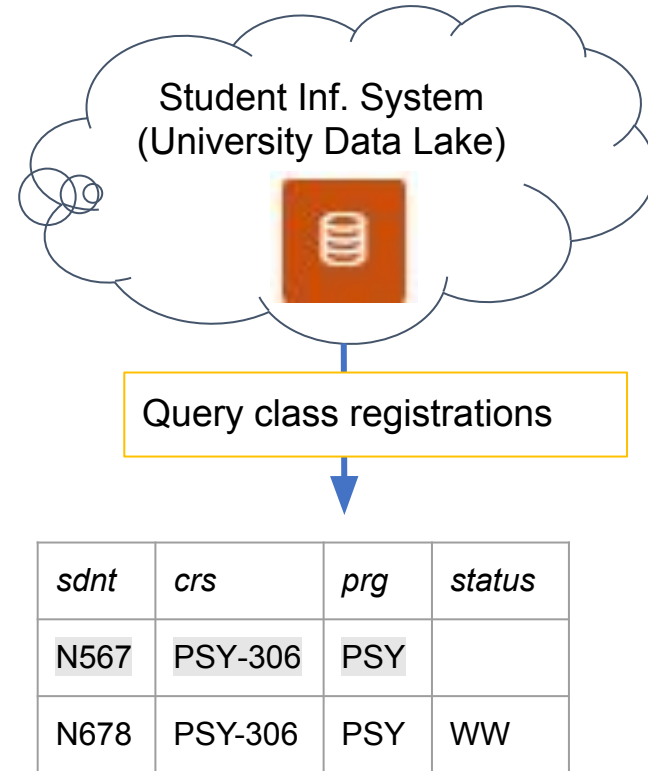 Student Inf. System
(University Data Lake)
Query class registrations
sdnt crs prg status
N567 PSY-306 PSY
N678 PSY-306 PSY WW